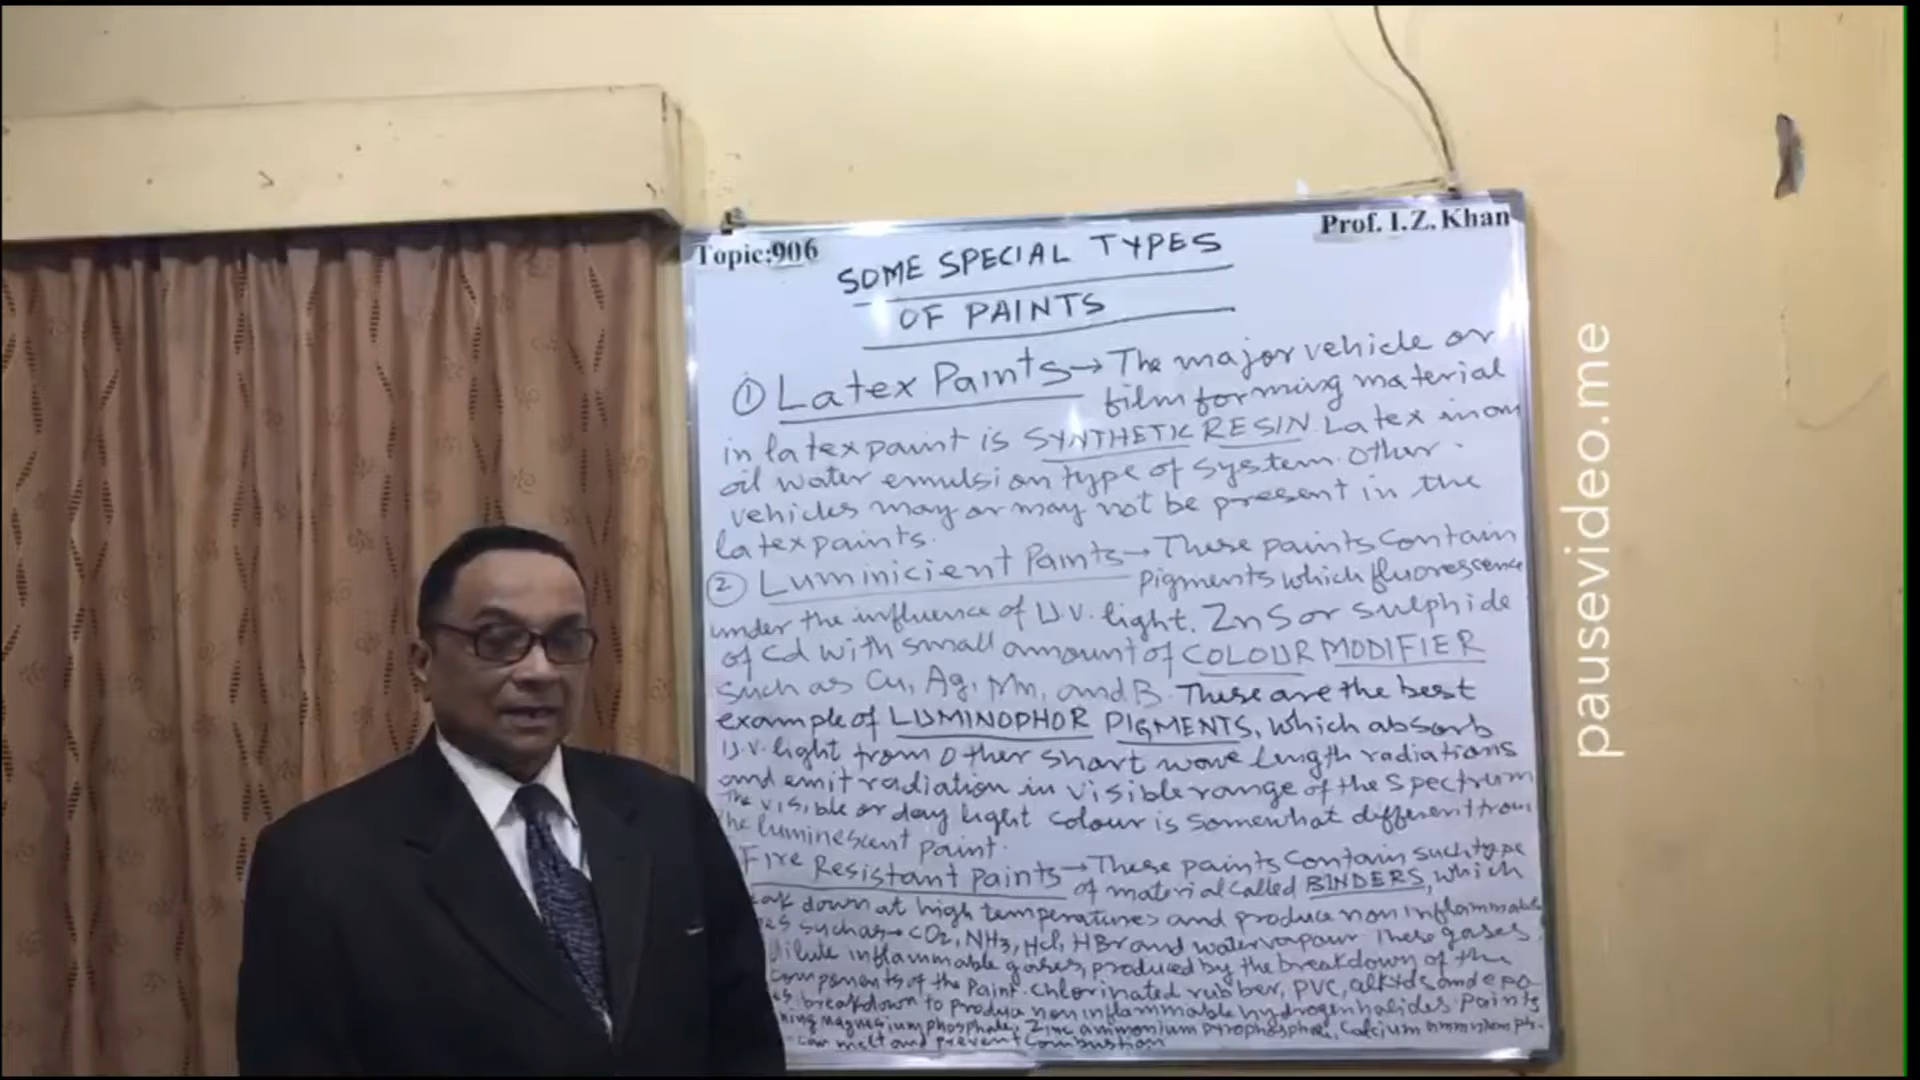 Topic:906
Prof. I.Z. Khan
SOME SPECIAL TYPES
OF PAINTS
① Latex Paints → The major vehicle or
film forming material
in latex paint is SYNTHETIC RESIN Latex in an
oil water emulsion type of system. Other
vehicles may or may not be present in the
latex paints.
② Luminicient Paints → These paints contain
pigments which fluorescence
under the influence of U.V. light. ZnS or sulphide
of Cd with small amount of COLOUR MODIFIER
such as Cu, Ag, Mn, and B. These are the best
example of LUMINOPHOR PIGMENTS, which absorb
U.V. light from other short wave length radiations
and emit radiation in visible range of the spectrum
The visible or day light colour is somewhat different from
the luminescent paint.
Fire Resistant Paints → These paints contain such type
of material called BINDERS, which
down at high temperatures and produce non inflammable
such as → CO2, NH3, HCl, HBr and water vapour. These gases
dilute inflammable gases, produced by the breakdown of the
components of the Paint. Chlorinated rubber, PVC, alkyds and epo
breakdown to produce non inflammable hydrogen halides. Paints
magnesium phosphate, Zinc ammonium pyrophosphate, Calcium ammonium ph.
can melt and prevent combustion
pausevideo.me